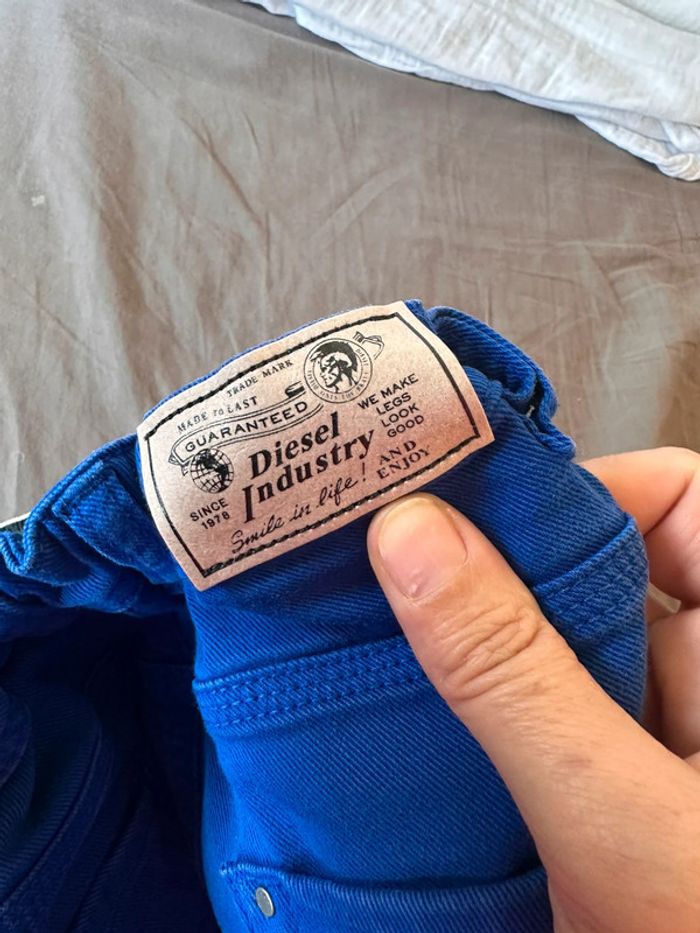 TRADE MARK
MADE TO LAST
GUARANTEED
Diesel
Industry
SINCE
1978
Smile in life!
WE MAKE
LEGS
LOOK
GOOD
AND
ENJOY